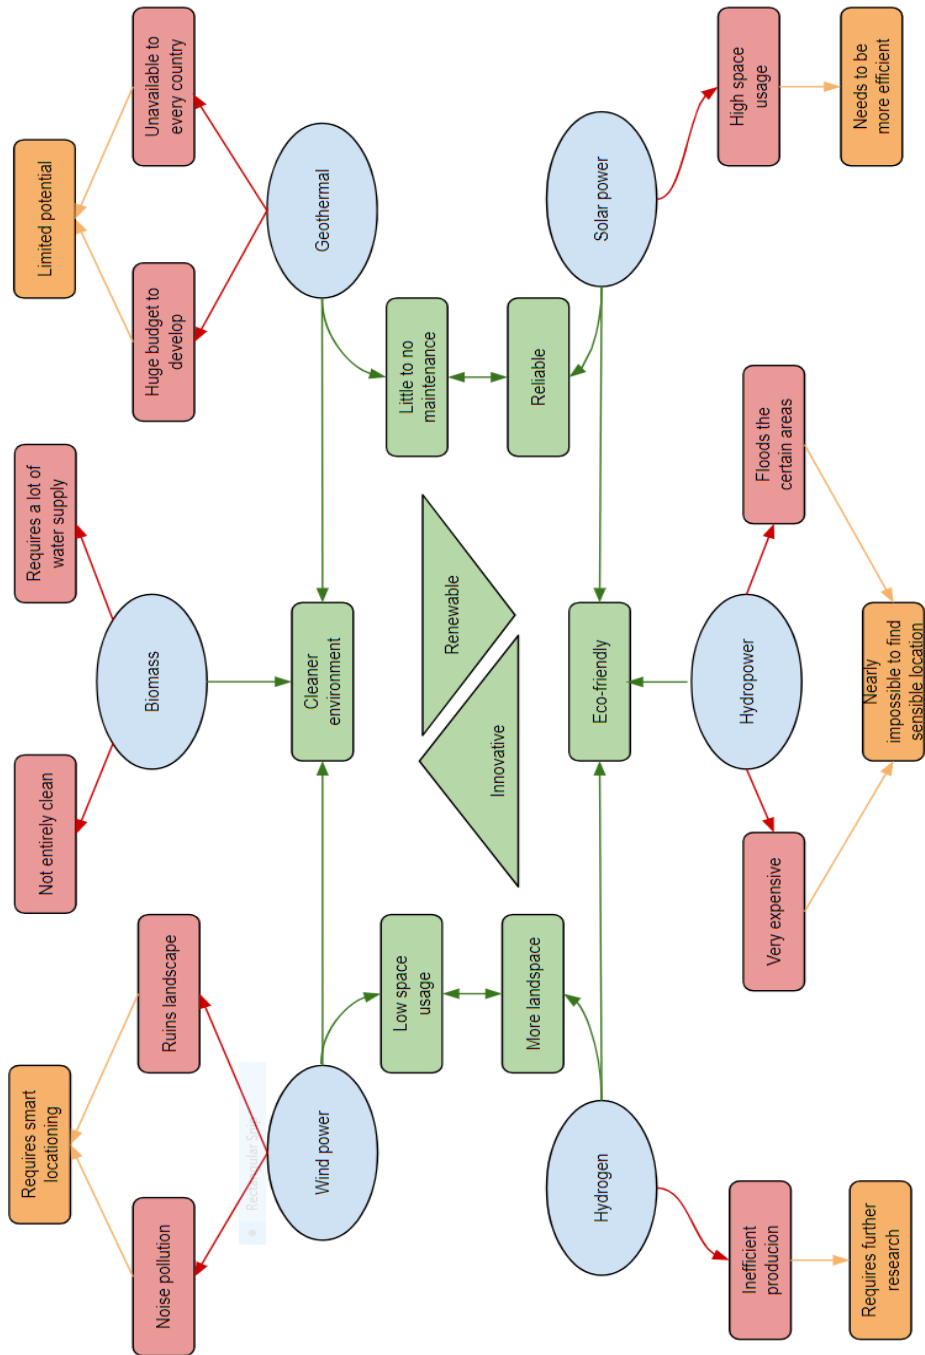 Requires smart
locationing
Not entirely clean
Requires a lot of
water supply
Limited potential
Noise pollution
Ruins landscape
Biomass
Huge budget to
develop
Unavailable to
every country
Rectangular Snip
Wind power
Cleaner
environment
Geothermal
Low space
usage
Renewable
Little to no
maintenance
Innovative
More landspace
Reliable
Hydrogen
Eco-friendly
Solar power
Inefficient
producion
Very expensive
Hydropower
Floods the
certain areas
High space
usage
Requires further
research
Nearly
impossible to find
sensible location
Needs to be
more efficient